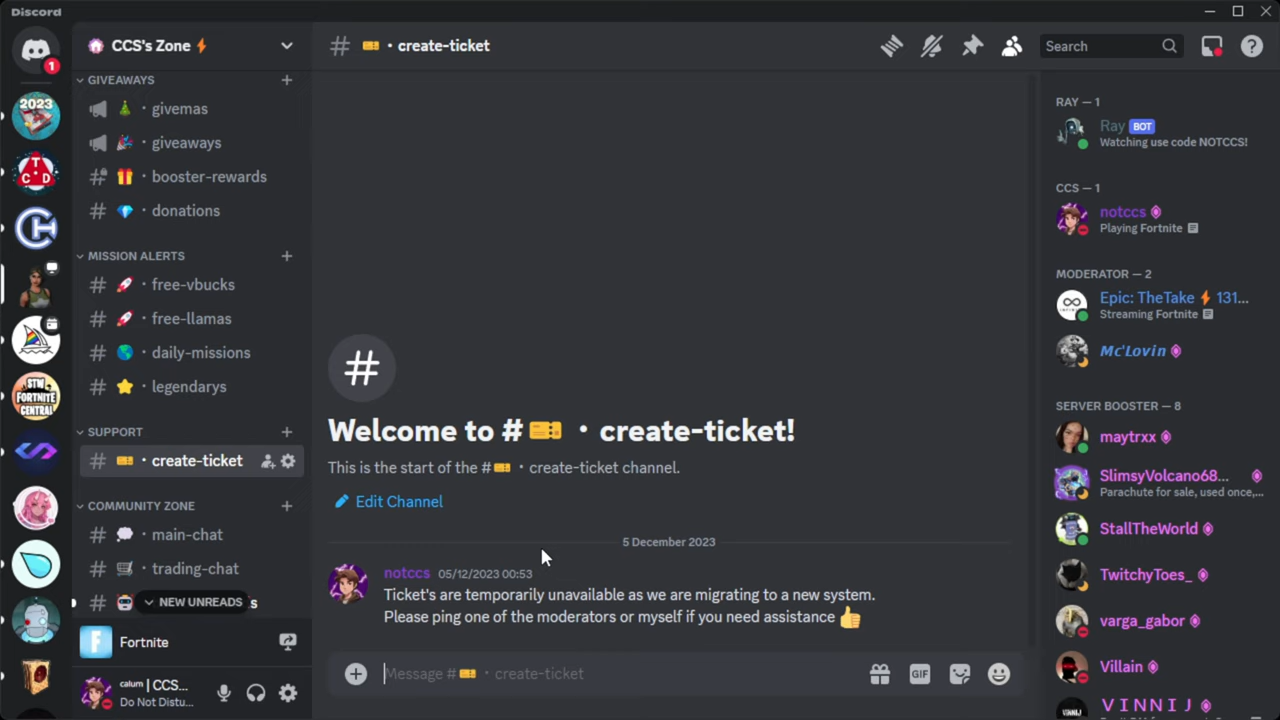 Discord
CCS's Zone
# · create-ticket
Search
1
2023
GIVEAWAYS
· givemas
· giveaways
· booster-rewards
· donations
MISSION ALERTS
· free-vbucks
· free-llamas
· daily-missions
· legendarys
SUPPORT
· create-ticket
COMMUNITY ZONE
· main-chat
· trading-chat
NEW UNREADS
s
Fortnite
calum | CCS...
Do Not Distu...
TCD
STW
FORTNITE
CENTRAL
#
Welcome to # · create-ticket!
This is the start of the # · create-ticket channel.
Edit Channel
5 December 2023
notccs 05/12/2023 00:53
Ticket's are temporarily unavailable as we are migrating to a new system.
Please ping one of the moderators or myself if you need assistance
Message # · create-ticket
GIF
RAY — 1
Ray BOT
Watching use code NOTCCS!
CCS — 1
notccs
Playing Fortnite
MODERATOR — 2
Epic: TheTake ⚡ 131...
Streaming Fortnite
Mc'Lovin
SERVER BOOSTER — 8
maytrxx
SlimsyVolcano68...
Parachute for sale, used once,...
StallTheWorld
TwitchyToes_
varga_gabor
Villain
V I N N I J